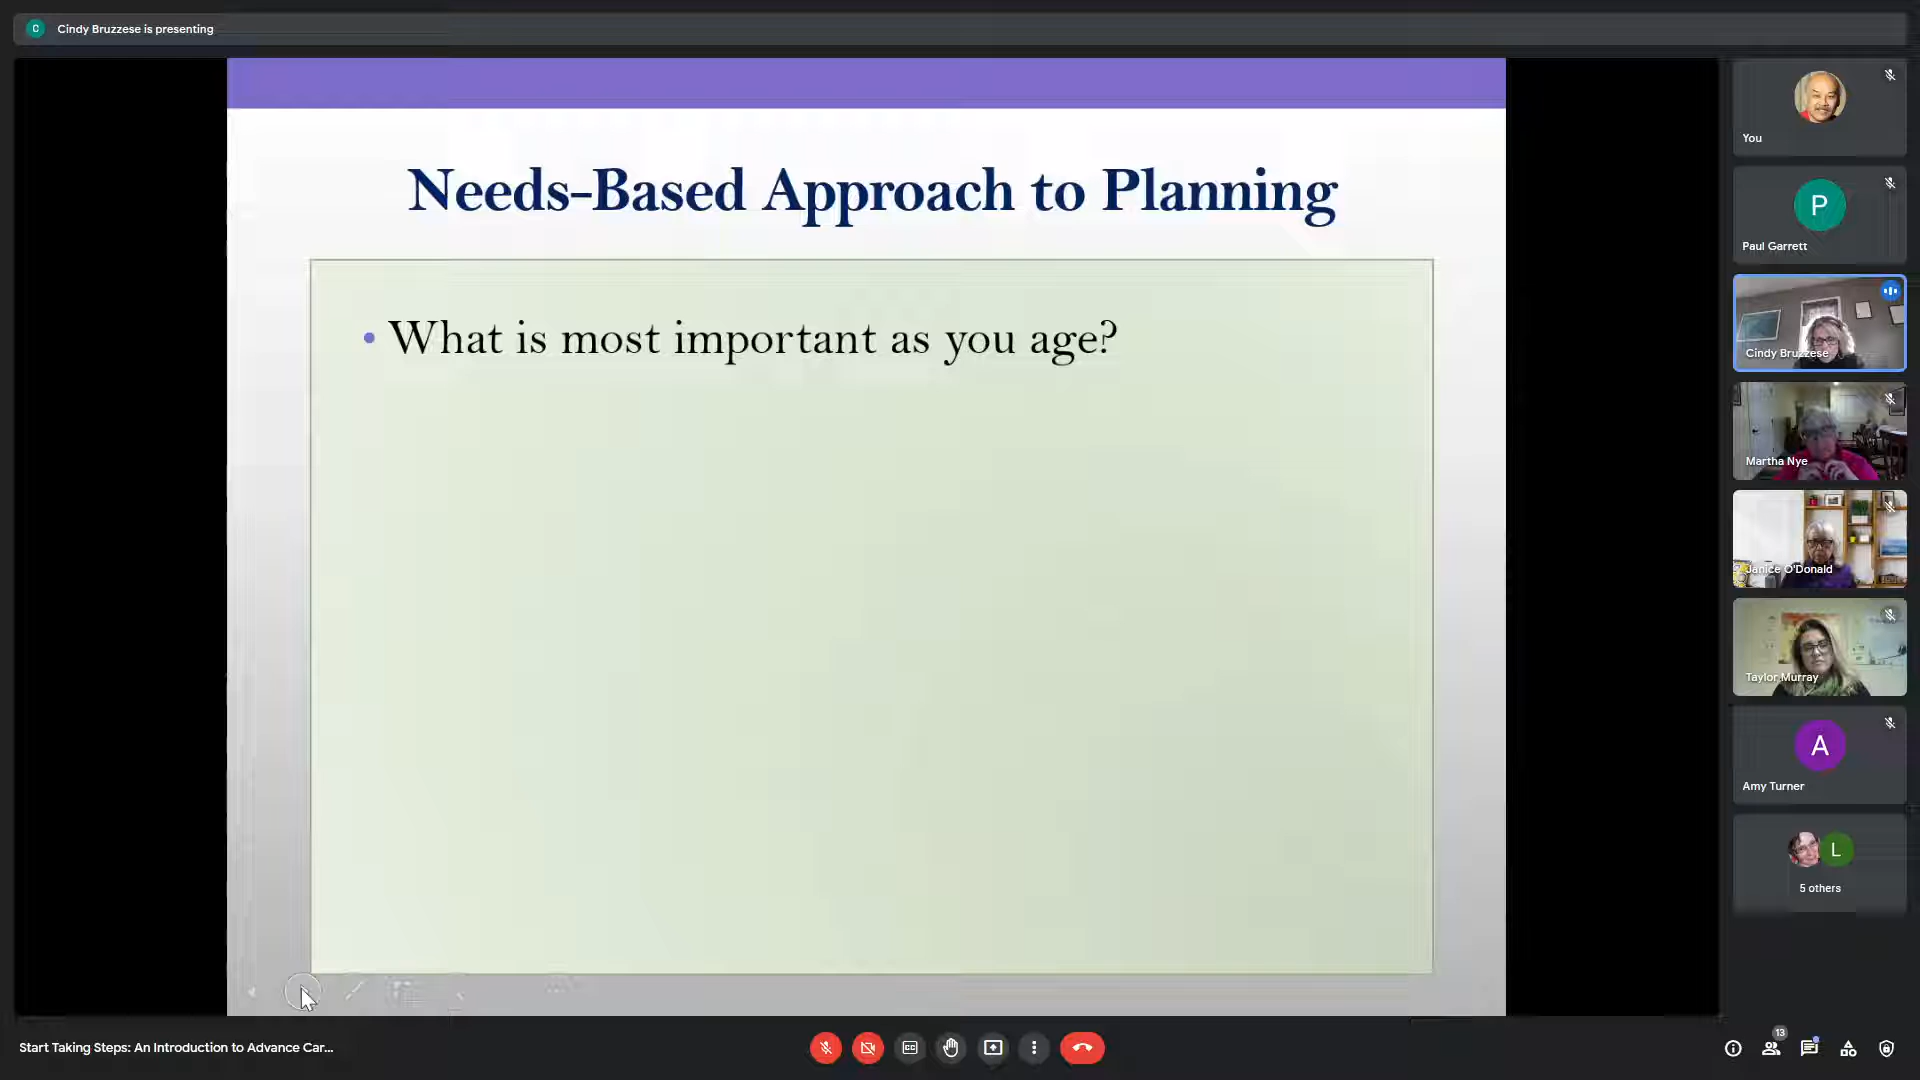 C
Cindy Bruzzese is presenting
Needs-Based Approach to Planning
• What is most important as you age?
You
P
Paul Garrett
Cindy Bruzzese
Martha Nye
Janice O'Donald
Taylor Murray
A
Amy Turner
L
5 others
Start Taking Steps: An Introduction to Advance Car...
CC
13